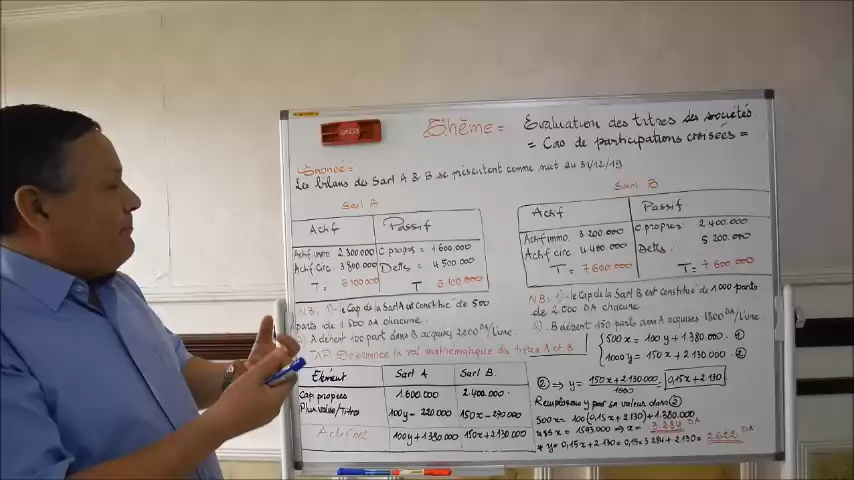 Thème = Evaluation des titres des sociétés
= Cas de participations croisées =
Enoncé =
Les bilans des Sarl A & B se présentent comme suit au 31/12/19
Sarl A
Actif Passif
Actif immo 2 300 000 C propres = 1 600.000
Actif circ. 3 800 000 Dettes = 4 500.000
T = 6 100 000 T = 6 100 000
N.B: 1)- le Cap de la Sarl A est constitué de 500
parts de 1 500 DA chacune.
2) A détient 100 parts dans B acquises 2200 DA/l'une.
Sarl B
Actif Passif
Actif immo. 3 200 000 C propres: 2 400.000
Actif circ 4 400 000 Dettes. 5 200.000
T = 7 600 000 T = 7 600 000
N.B: 1)- le Cap de la Sarl B est constitué de 1.000 parts
de 2.000 DA chacune.
2)- B détient 150 parts dans A acquises 1800 DA/l'une.
TAF: Déterminer la val mathématique des titres A et B
Elément Sarl A Sarl B.
Cap propres 1.600.000 2.400.000
Plus value/Titres 100y - 220 000 150x - 270 000
Actif net 100y + 1380.000 150x + 2130 000
500x = 100y + 1.380.000. ①
1000y = 150x + 2 130.000. ②
② ⇒ y = 150x + 2 130.000 / 1000 = 0,15x + 2.130
Remplaçons y par sa valeur dans ②
500x = 100(0,15x + 2130) + 1.380.000
485x = 1593.000 ⇒ x = 3.284 DA
* y = 0,15x + 2.130 = 0,15 x 3 284 + 2.130 = 2.622 DA